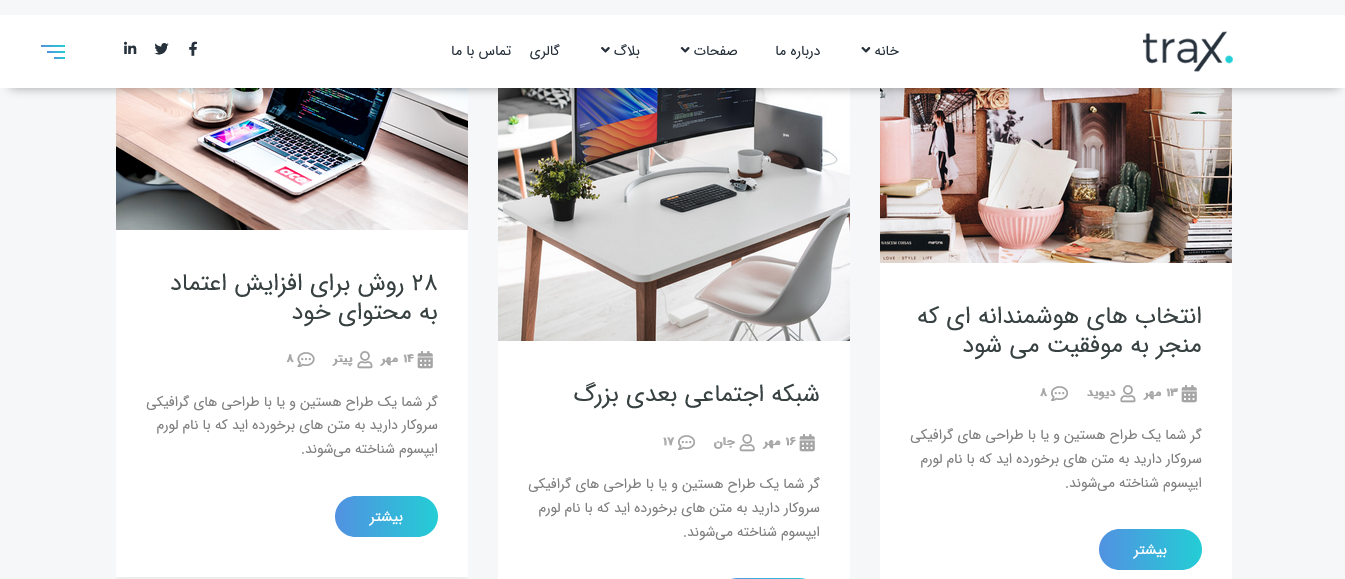 trax.
خانه
درباره ما
صفحات
بلاگ
گالری
تماس با ما
انتخاب های هوشمندانه ای که
منجر به موفقیت می شود
۱۳ مهر دیوید ۸
گر شما یک طراح هستین و یا با طراحی های گرافیکی
سروکار دارید به متن های برخورده اید که با نام لورم
ایپسوم شناخته می‌شوند.
بیشتر
شبکه اجتماعی بعدی بزرگ
۱۶ مهر جان ۱۷
گر شما یک طراح هستین و یا با طراحی های گرافیکی
سروکار دارید به متن های برخورده اید که با نام لورم
ایپسوم شناخته می‌شوند.
۲۸ روش برای افزایش اعتماد
به محتوای خود
۱۴ مهر پیتر ۸
گر شما یک طراح هستین و یا با طراحی های گرافیکی
سروکار دارید به متن های برخورده اید که با نام لورم
ایپسوم شناخته می‌شوند.
بیشتر